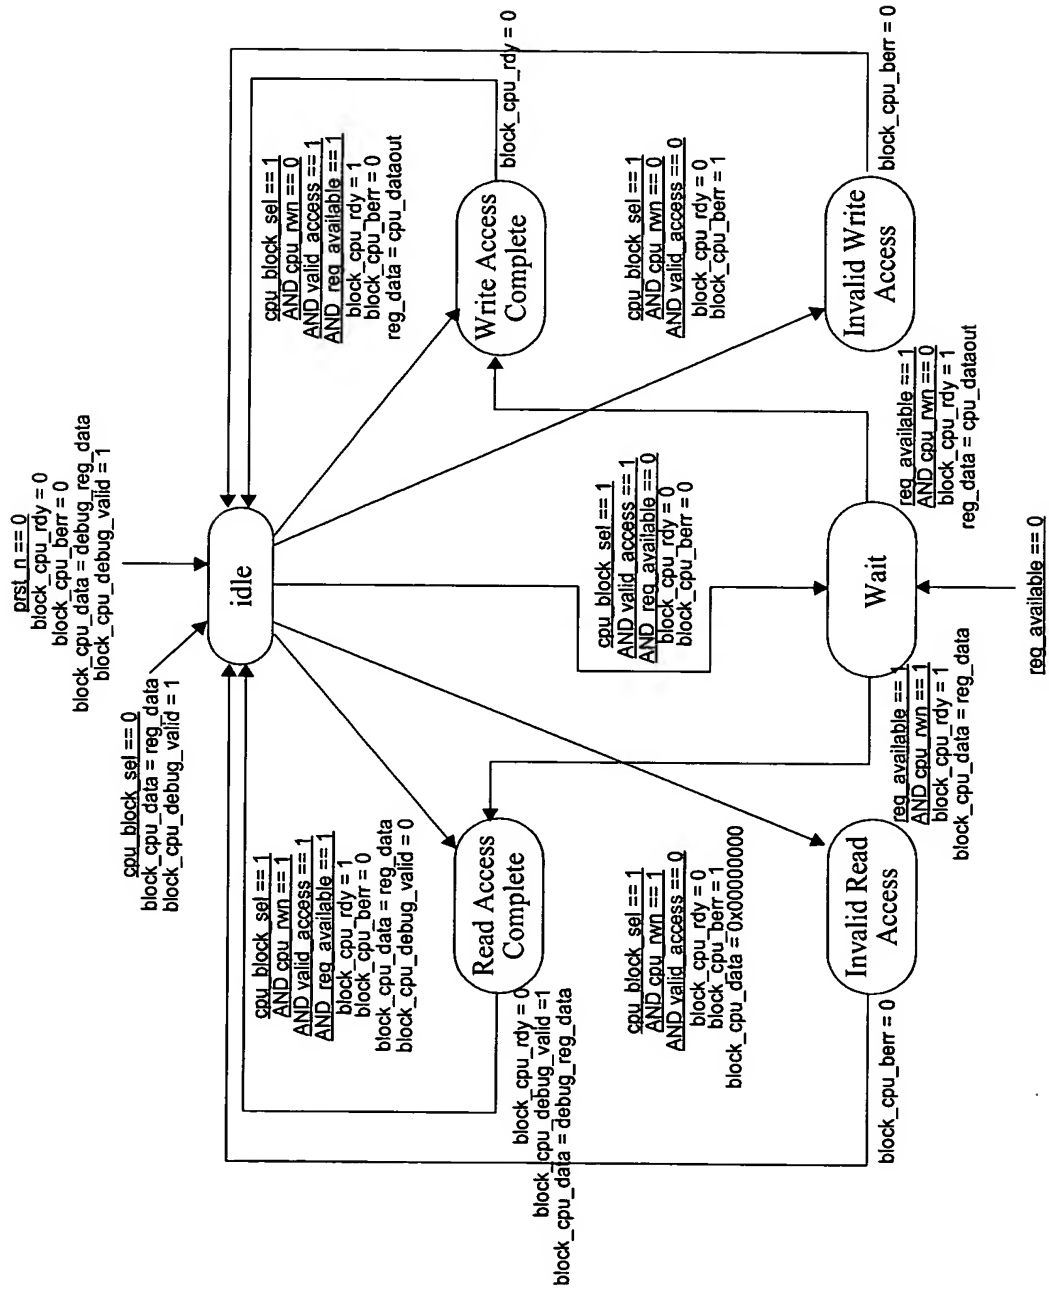 prst_n == 0
block_cpu_rdy = 0
block_cpu_berr = 0
block_cpu_data = debug_reg_data
block_cpu_debug_valid = 1
cpu_block_sel == 0
block_cpu_data = reg_data
block_cpu_debug_valid = 1
idle
cpu_block_sel == 1
AND cpu_rwn == 1
AND valid_access == 1
AND reg_available == 1
block_cpu_rdy = 1
block_cpu_berr = 0
block_cpu_data = reg_data
block_cpu_debug_valid = 0
cpu_block_sel == 1
AND cpu_rwn == 0
AND valid_access == 1
AND reg_available == 1
block_cpu_rdy = 1
block_cpu_berr = 0
reg_data = cpu_dataout
Read Access
Complete
Write Access
Complete
block_cpu_rdy = 0
block_cpu_debug_valid =1
block_cpu_data = debug_reg_data
block_cpu_rdy = 0
cpu_block_sel == 1
AND valid_access == 1
AND reg_available == 0
block_cpu_rdy = 0
block_cpu_berr = 0
cpu_block_sel == 1
AND cpu_rwn == 1
AND valid_access == 0
block_cpu_rdy = 0
block_cpu_berr = 1
block_cpu_data = 0x00000000
cpu_block_sel == 1
AND cpu_rwn == 0
AND valid_access == 0
block_cpu_rdy = 0
block_cpu_berr = 1
Invalid Read
Access
Wait
Invalid Write
Access
block_cpu_berr = 0
reg_available == 1
AND cpu_rwn == 1
block_cpu_rdy = 1
block_cpu_data = reg_data
reg_available == 1
AND cpu_rwn == 0
block_cpu_rdy = 1
reg_data = cpu_dataout
block_cpu_berr = 0
reg_available == 0